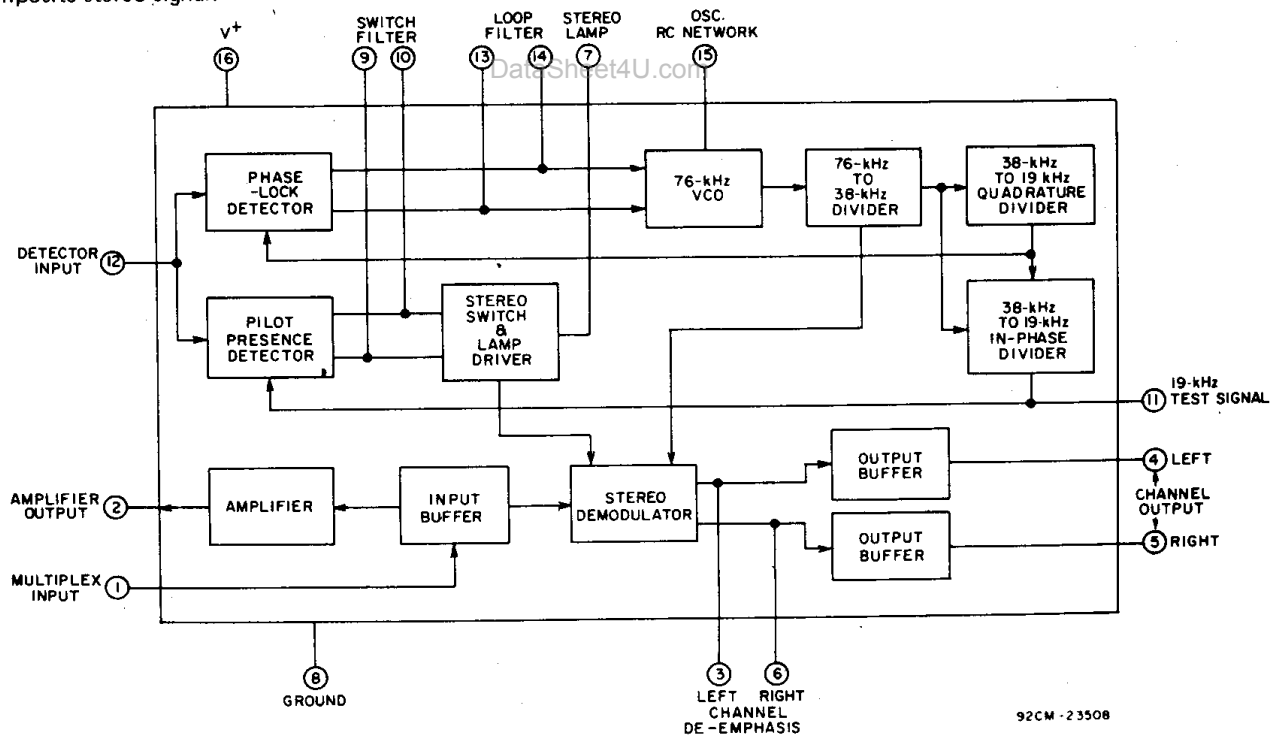 V+
16
SWITCH
FILTER
9
10
LOOP
FILTER
13
14
STEREO
LAMP
7
OSC.
RC NETWORK
15
DataSheet4U.com
PHASE
-LOCK
DETECTOR
76-kHz
VCO
76-kHz
TO
38-kHz
DIVIDER
38-kHz
TO 19 kHz
QUADRATURE
DIVIDER
DETECTOR
INPUT
12
PILOT
PRESENCE
DETECTOR
STEREO
SWITCH
&
LAMP
DRIVER
38-kHz
TO 19-kHz
IN-PHASE
DIVIDER
11
19-kHz
TEST SIGNAL
AMPLIFIER
OUTPUT
2
AMPLIFIER
INPUT
BUFFER
STEREO
DEMODULATOR
OUTPUT
BUFFER
4
LEFT
CHANNEL
OUTPUT
OUTPUT
BUFFER
5
RIGHT
MULTIPLEX
INPUT
1
8
GROUND
3
6
LEFT RIGHT
CHANNEL
DE-EMPHASIS
92CM-23508